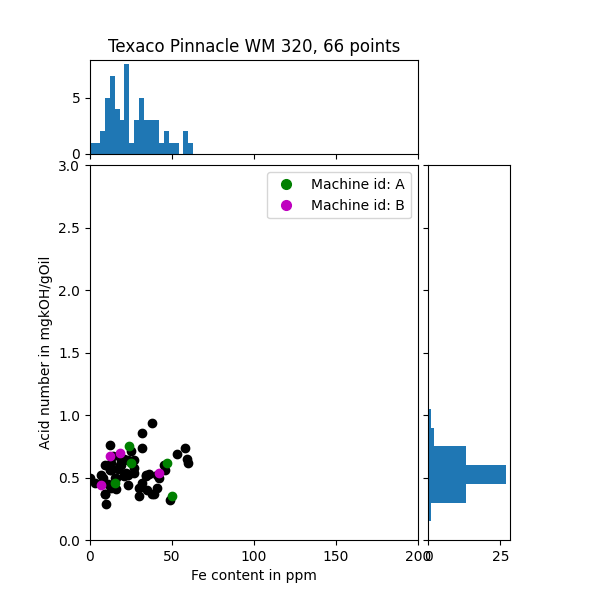 Texaco Pinnacle WM 320, 66 points
5
0
3.0
2.5
2.0
1.5
1.0
0.5
0.0
Acid number in mgKOH/gOil
Machine id: A
Machine id: B
0 50 100 150 200 0 25
Fe content in ppm